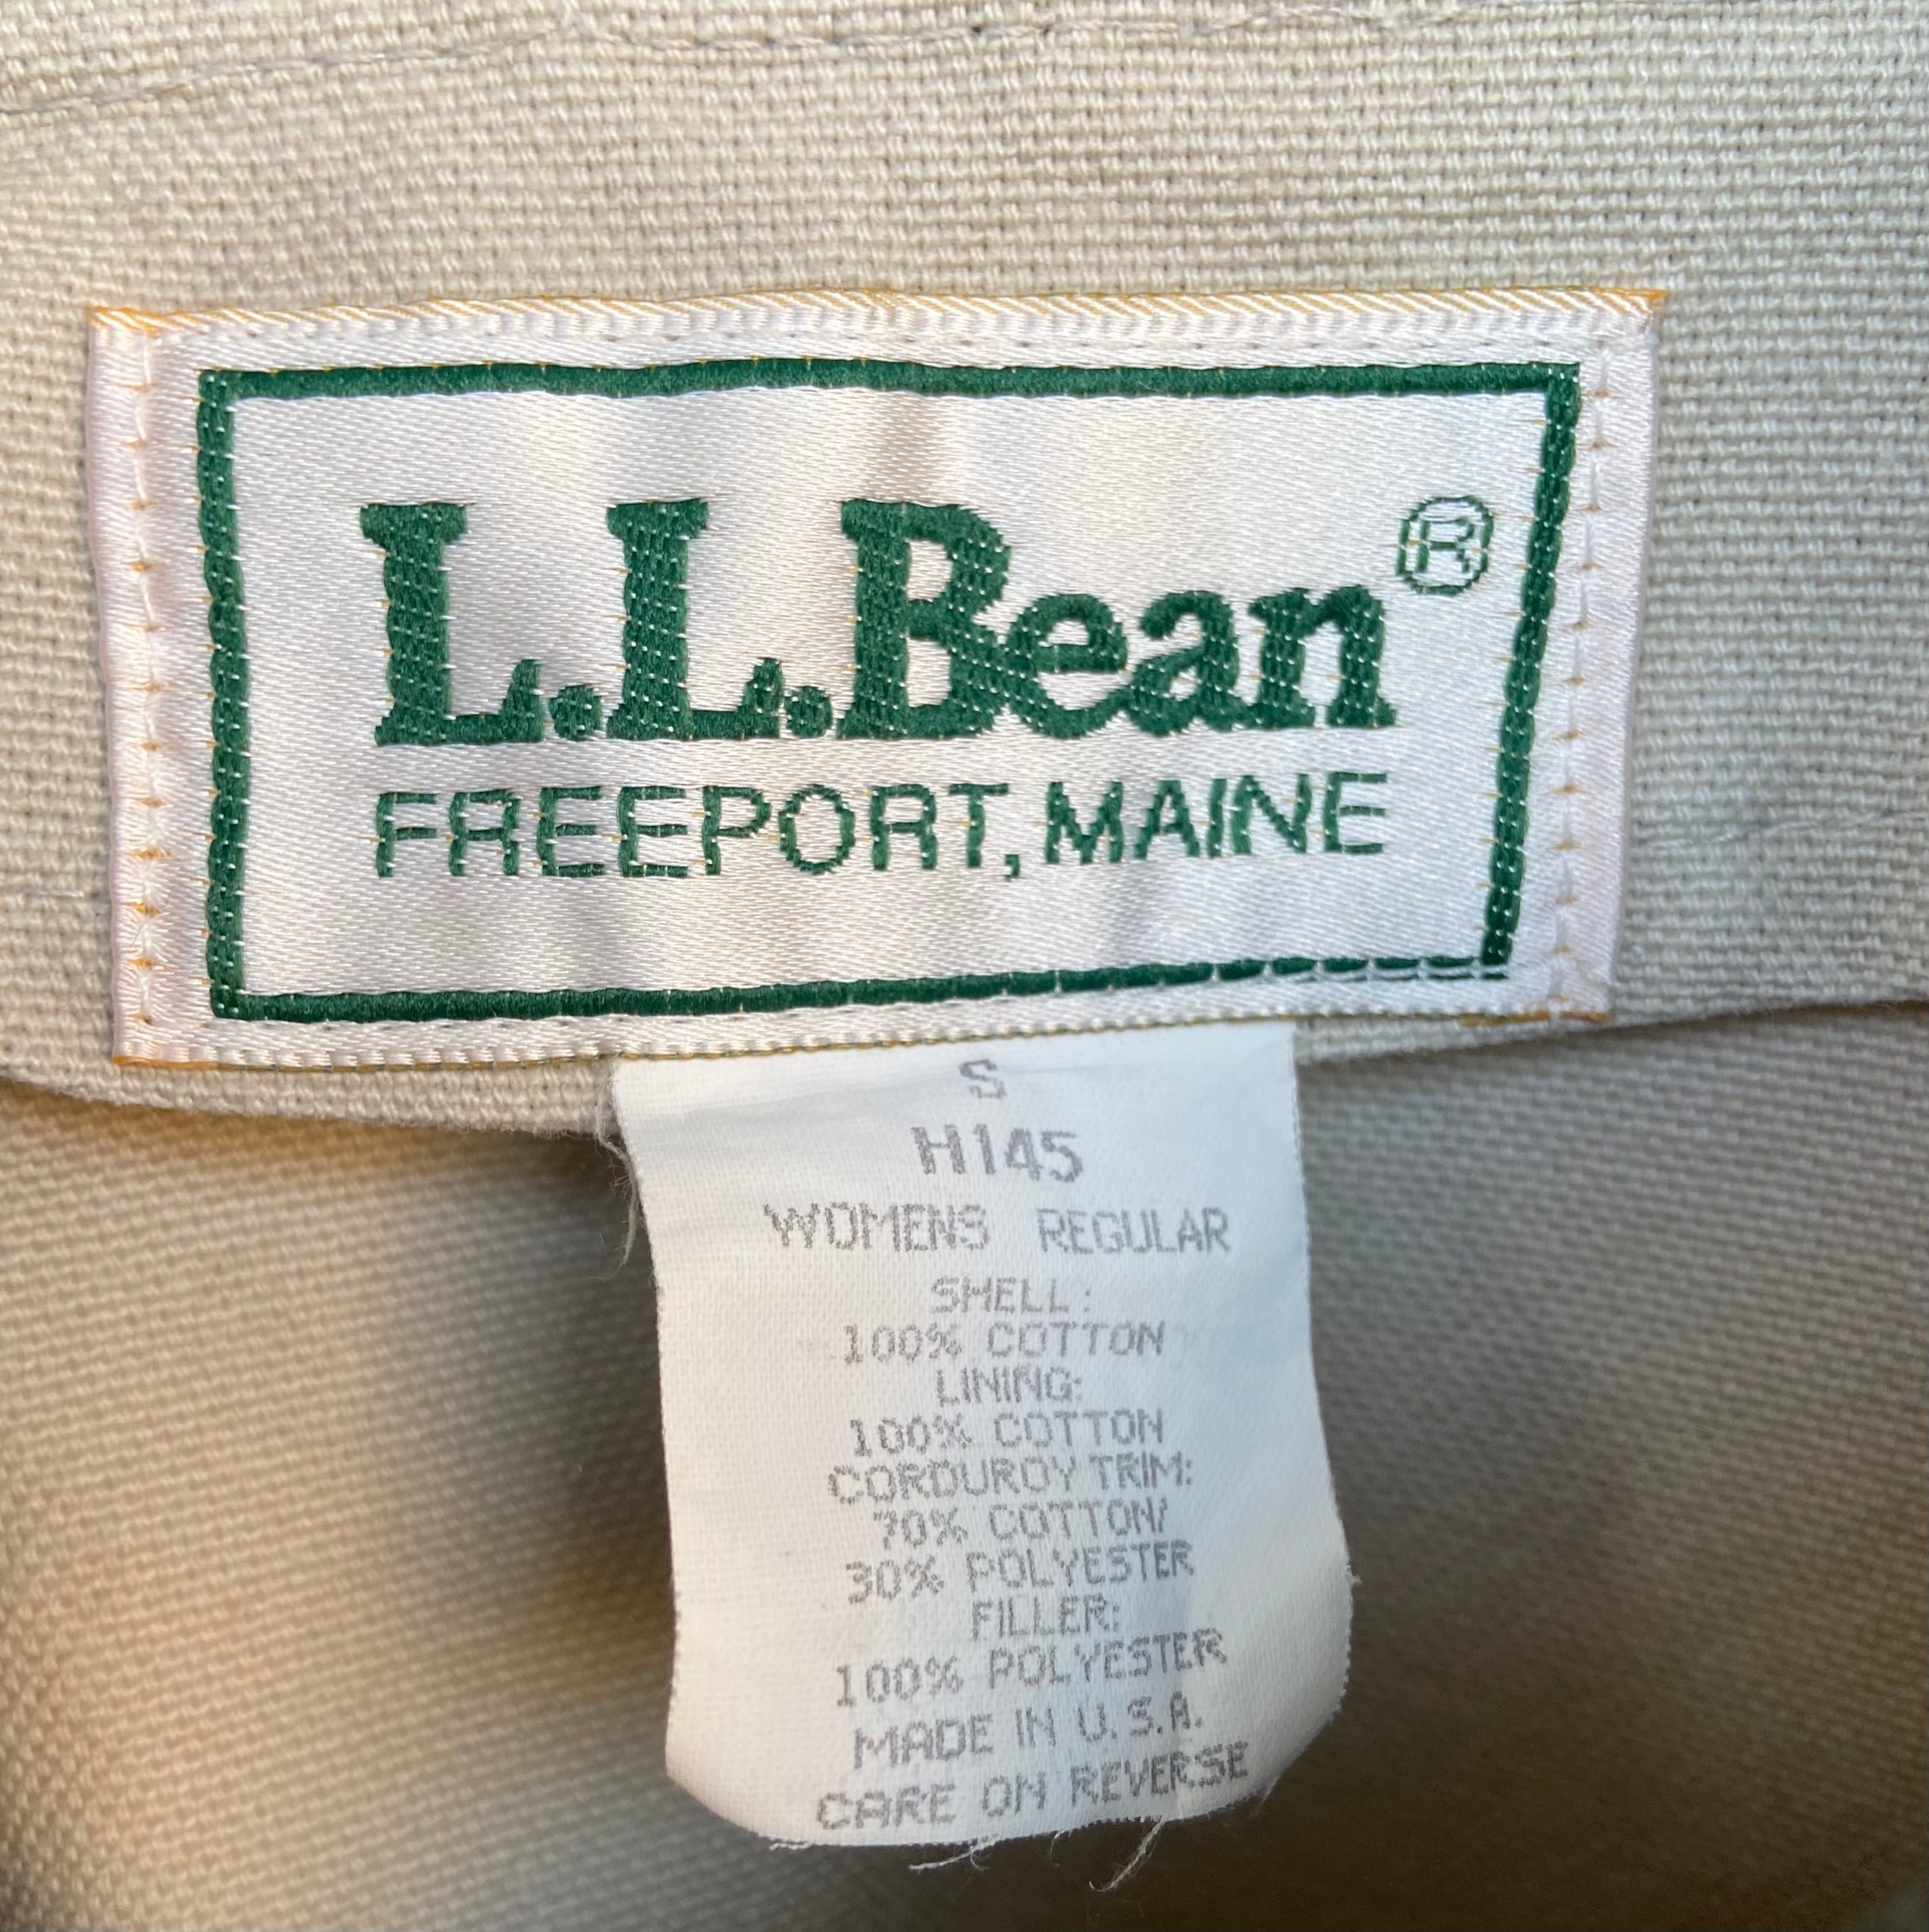 L.L.Bean®
FREEPORT, MAINE
S
H145
WOMENS REGULAR
SHELL:
100% COTTON
LINING:
100% COTTON
CORDUROY TRIM:
70% COTTON/
30% POLYESTER
FILLER:
100% POLYESTER
MADE IN U.S.A.
CARE ON REVERSE